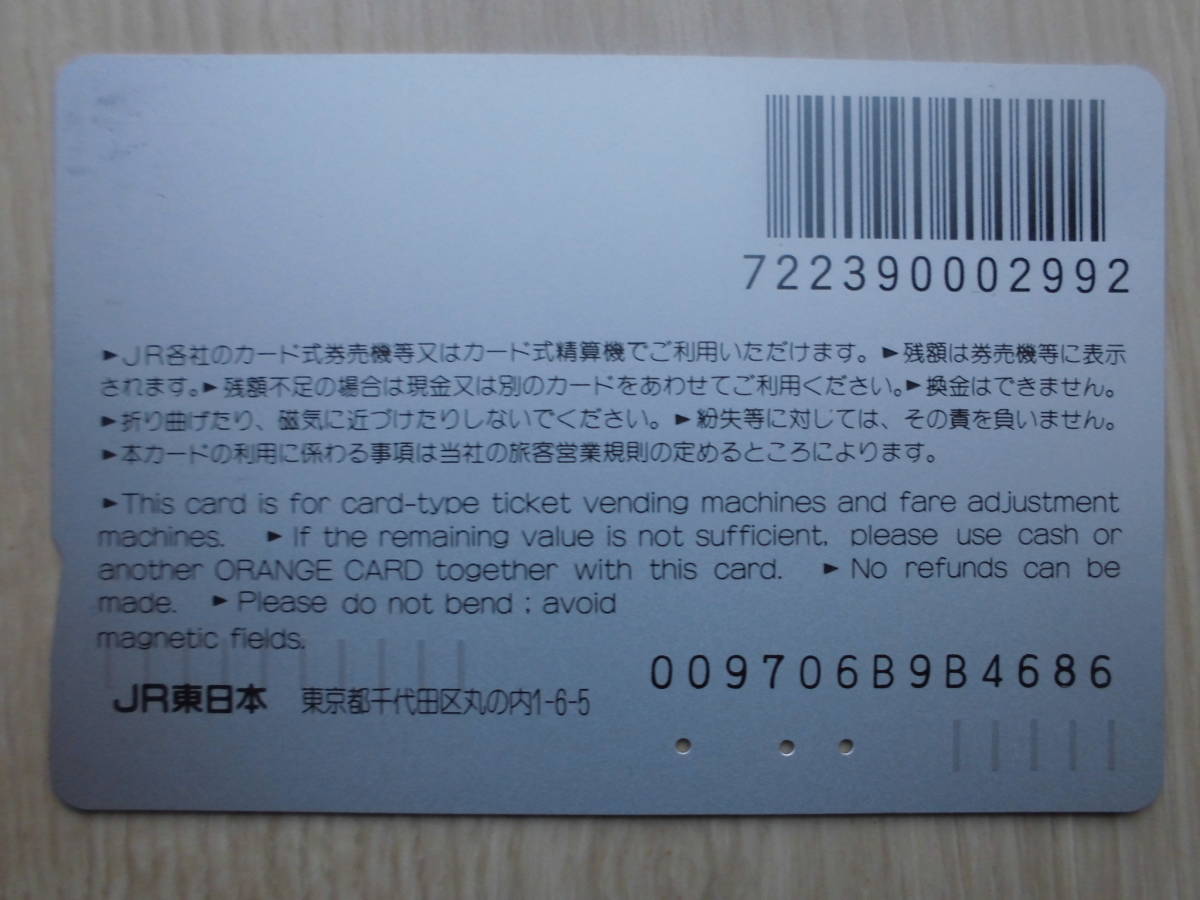 722390002992
►JR各社のカード式券売機等又はカード式精算機でご利用いただけます。►残額は券売機等に表示
されます。►残額不足の場合は現金又は別のカードをあわせてご利用ください。►換金はできません。
►折り曲げたり、磁気に近づけたりしないでください。►紛失等に対しては、その責を負いません。
►本カードの利用に係わる事項は当社の旅客営業規則の定めるところによります。
►This card is for card-type ticket vending machines and fare adjustment
machines. ►If the remaining value is not sufficient, please use cash or
another ORANGE CARD together with this card. ►No refunds can be
made. ►Please do not bend ; avoid
magnetic fields.
009706B9B4686
JR東日本 東京都千代田区丸の内1-6-5